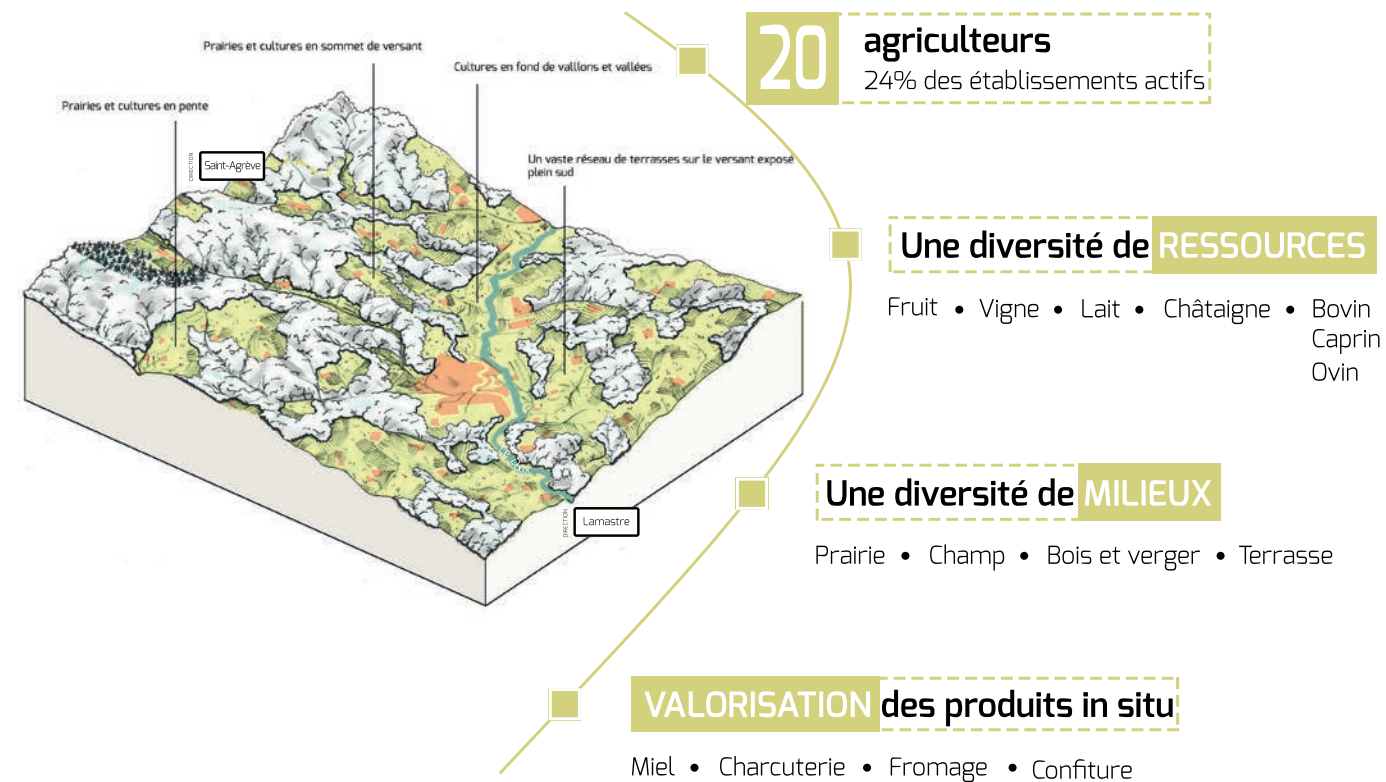 Prairies et cultures en sommet de versant
Cultures en fond de valllons et vallées
Prairies et cultures en pente
Un vaste réseau de terrasses sur le versant exposé
plein sud
DIRECTION
Saint-Agrève
DIRECTION
Lamastre
20
agriculteurs
24% des établissements actifs
Une diversité de RESSOURCES
Fruit • Vigne • Lait • Châtaigne • Bovin
Caprin
Ovin
Une diversité de MILIEUX
Prairie • Champ • Bois et verger • Terrasse
VALORISATION des produits in situ
Miel • Charcuterie • Fromage • Confiture